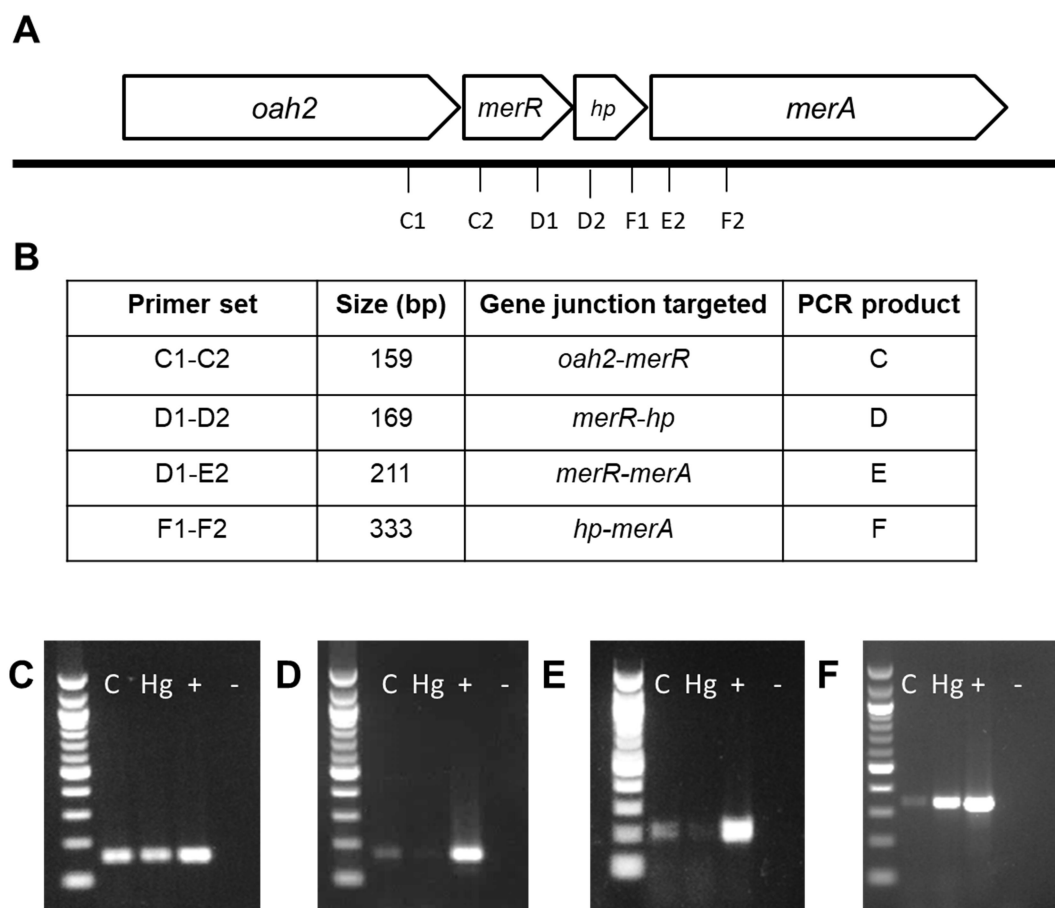 A
oah2 merR hp merA
C1 C2 D1 D2 F1 E2 F2
B
Primer set Size (bp) Gene junction targeted PCR product
C1-C2 159 oah2-merR C
D1-D2 169 merR-hp D
D1-E2 211 merR-merA E
F1-F2 333 hp-merA F
C C Hg + - D C Hg + - E C Hg + - F C Hg + -